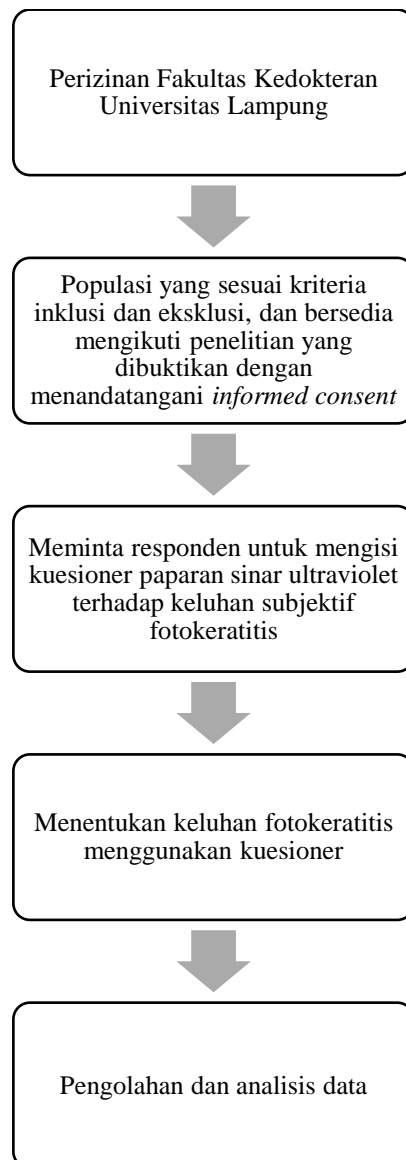 Perizinan Fakultas Kedokteran
Universitas Lampung
Populasi yang sesuai kriteria
inklusi dan eksklusi, dan bersedia
mengikuti penelitian yang
dibuktikan dengan
menandatangani informed consent
Meminta responden untuk mengisi
kuesioner paparan sinar ultraviolet
terhadap keluhan subjektif
fotokeratitis
Menentukan keluhan fotokeratitis
menggunakan kuesioner
Pengolahan dan analisis data